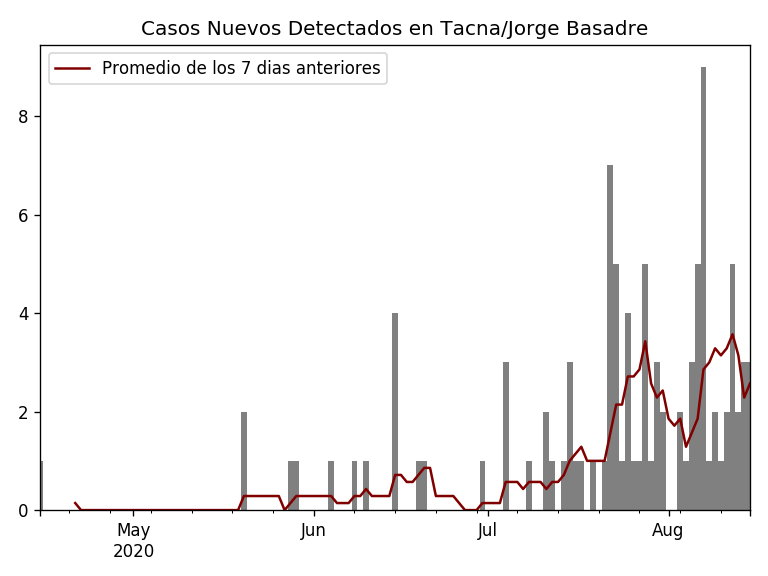 Casos Nuevos Detectados en Tacna/Jorge Basadre
Promedio de los 7 dias anteriores
8
6
4
2
0
May
2020
Jun
Jul
Aug